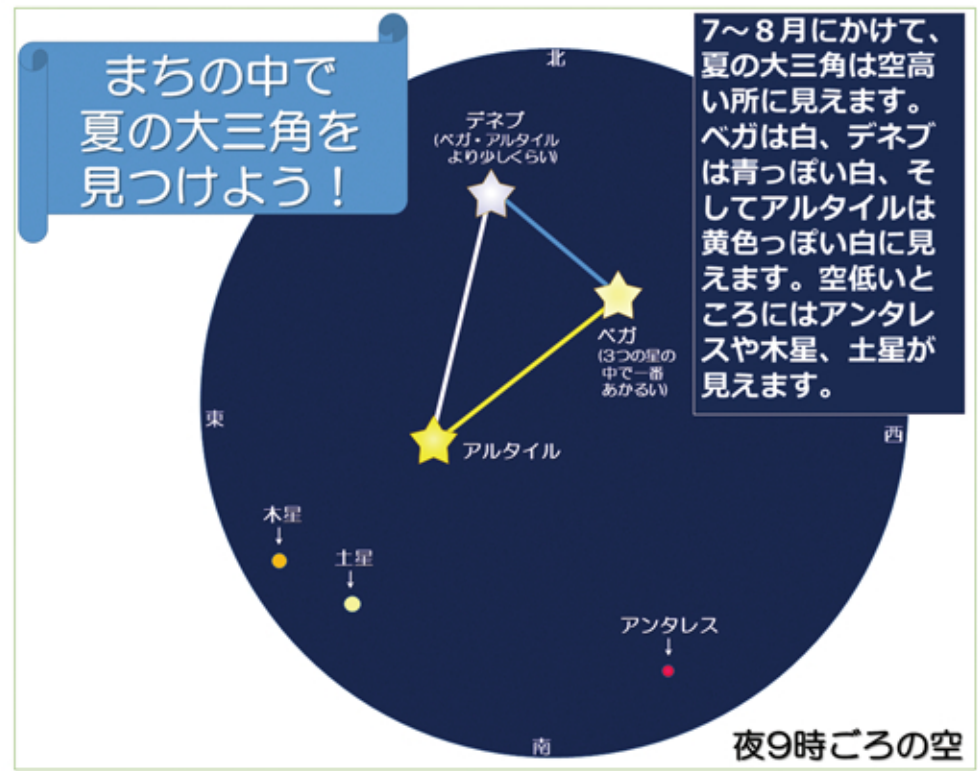 まちの中で
夏の大三角を
見つけよう！
7～8月にかけて、
夏の大三角は空高
い所に見えます。
ベガは白、デネブ
は青っぽい白、そ
してアルタイルは
黄色っぽい白に見
えます。空低いと
ころにはアンタレ
スや木星、土星が
見えます。
北
デネブ
(ベガ・アルタイル
より少しくらい)
ベガ
(3つの星の
中で一番
あかるい)
東
西
アルタイル
木星
↓
土星
↓
アンタレス
↓
南
夜9時ごろの空